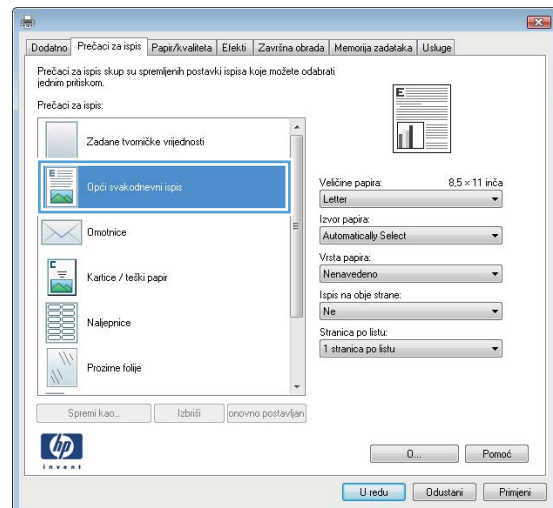 Dodatno Prečaci za ispis Papir/kvaliteta Efekti Završna obrada Memorija zadataka Usluge
Prečaci za ispis skup su spremljenih postavki ispisa koje možete odabrati
jednim pritiskom.
Prečaci za ispis:
Zadane tvorničke vrijednosti
Opći svakodnevni ispis
Omotnice
Kartice / teški papir
Naljepnice
Prozirne folije
Spremi kao...
Izbriši
onovno postavljan
E
Veličine papira: 8,5 × 11 inča
Letter
Izvor papira:
Automatically Select
Vrsta papira:
Nenavedeno
Ispis na obje strane:
Ne
Stranica po listu:
1 stranica po listu
hp
invent
O...
Pomoć
U redu
Odustani
Primijeni